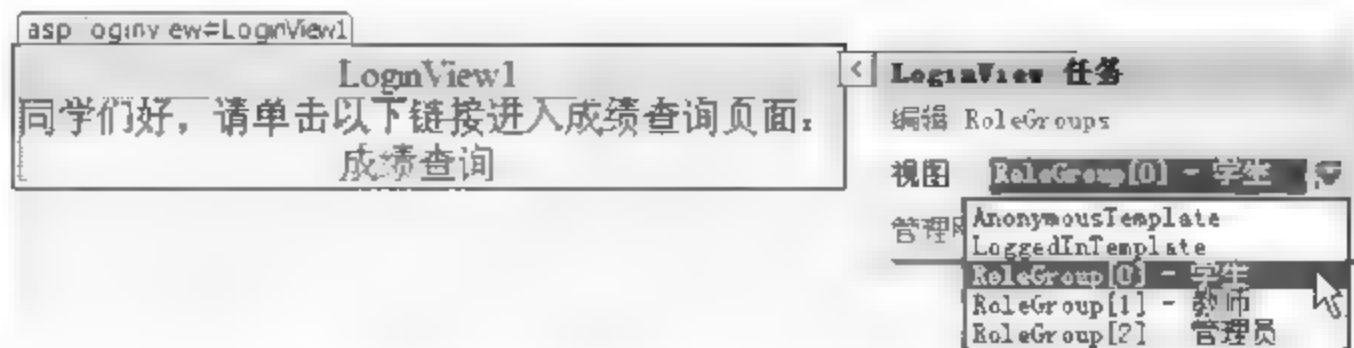 asp:loginview#LoginView1
LoginView1
同学们好，请单击以下链接进入成绩查询页面：
成绩查询
LoginView 任务
编辑 RoleGroups
视图 RoleGroup[0] - 学生
管理
AnonymousTemplate
LoggedInTemplate
RoleGroup[0] - 学生
RoleGroup[1] - 教师
RoleGroup[2] 管理员